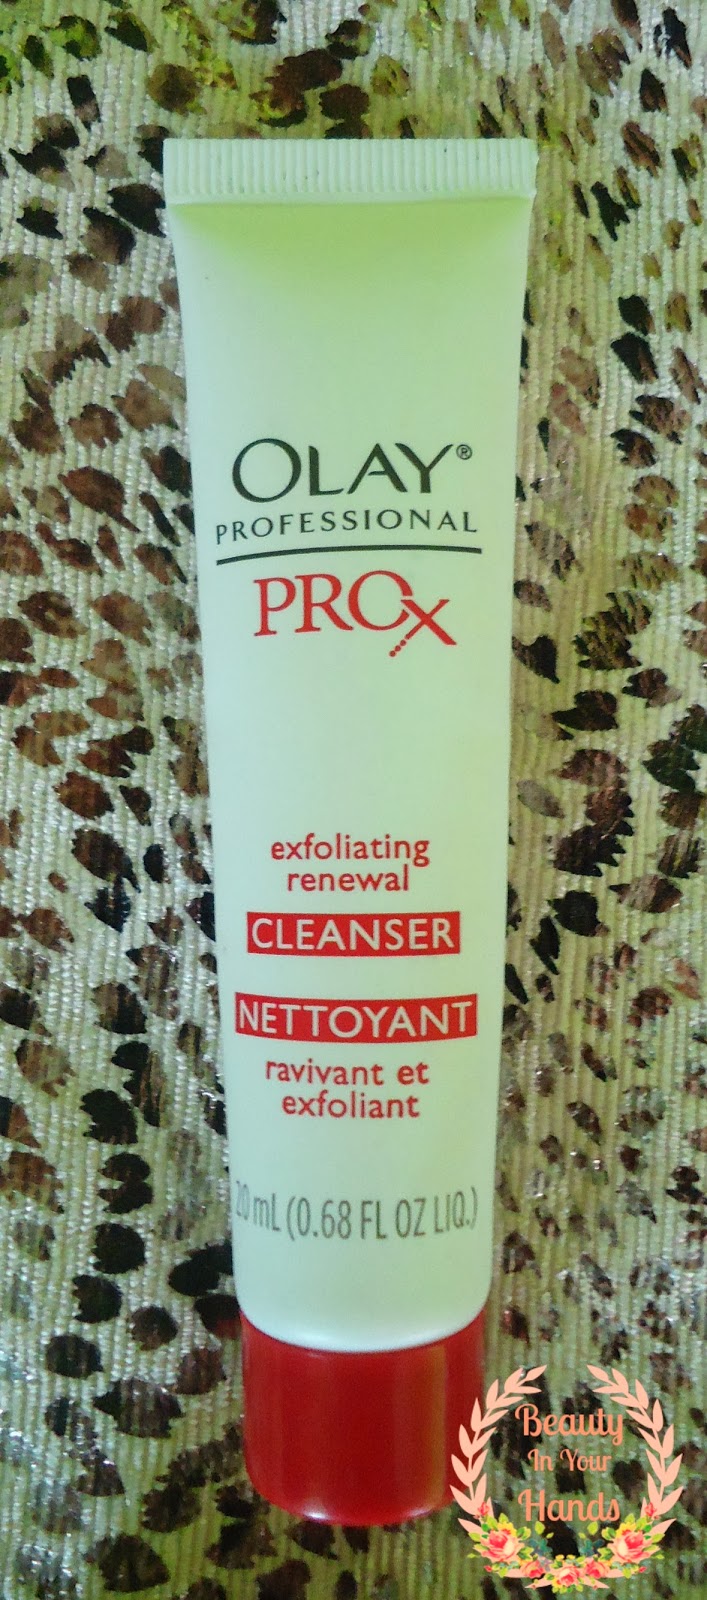 OLAY®
PROFESSIONAL
PROX
exfoliating
renewal
CLEANSER
NETTOYANT
ravivant et
exfoliant
20 mL (0.68 FL OZ LIQ.)
Beauty
In Your
Hands